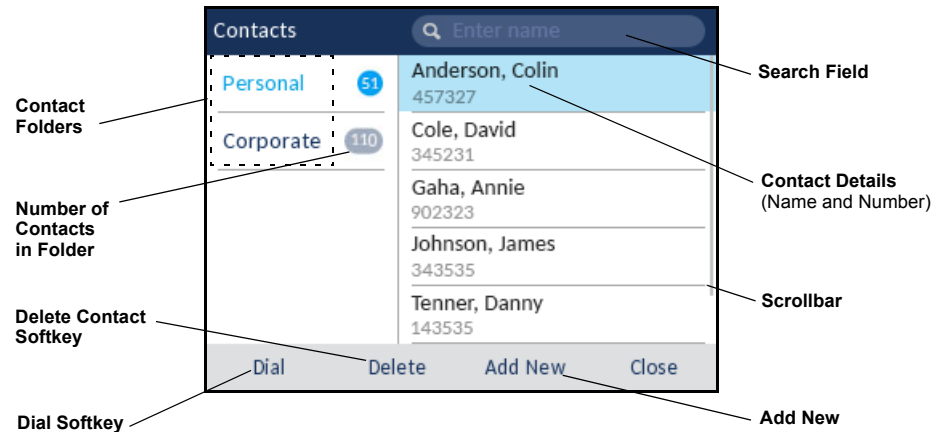 Contacts
Enter name
Personal 51
Corporate 110
Anderson, Colin
457327
Cole, David
345231
Gaha, Annie
902323
Johnson, James
343535
Tenner, Danny
143535
Dial Delete Add New Close
Contact
Folders
Number of
Contacts
in Folder
Delete Contact
Softkey
Dial Softkey
Search Field
Contact Details
(Name and Number)
Scrollbar
Add New